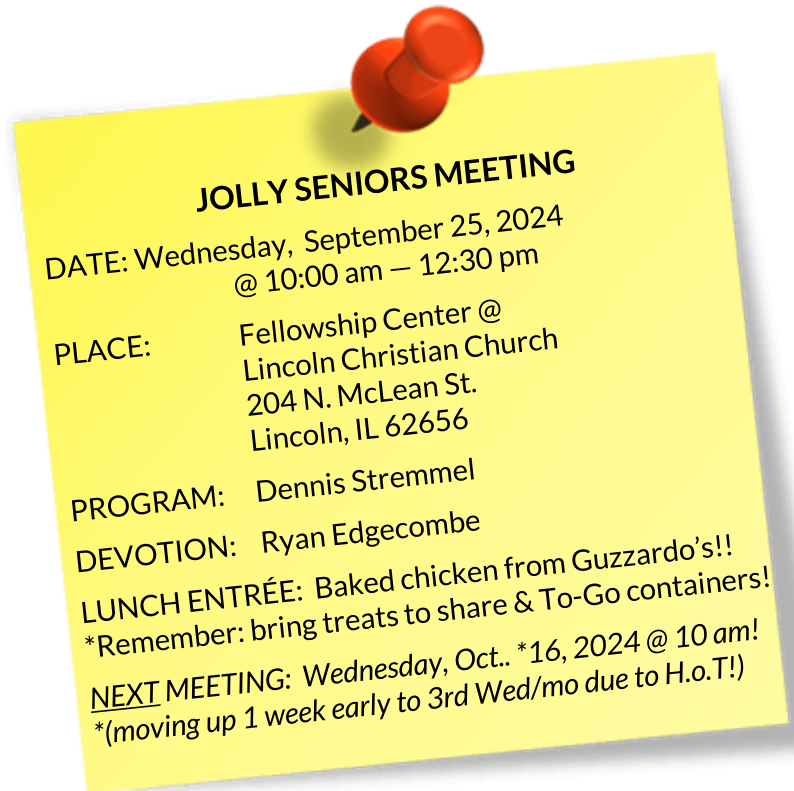 JOLLY SENIORS MEETING
DATE: Wednesday, September 25, 2024
@ 10:00 am — 12:30 pm
PLACE: Fellowship Center @
Lincoln Christian Church
204 N. McLean St.
Lincoln, IL 62656
PROGRAM: Dennis Stremmel
DEVOTION: Ryan Edgecombe
LUNCH ENTRÉE: Baked chicken from Guzzardo’s!!
*Remember: bring treats to share & To-Go containers!
NEXT MEETING: Wednesday, Oct.. *16, 2024 @ 10 am!
*(moving up 1 week early to 3rd Wed/mo due to H.o.T!)